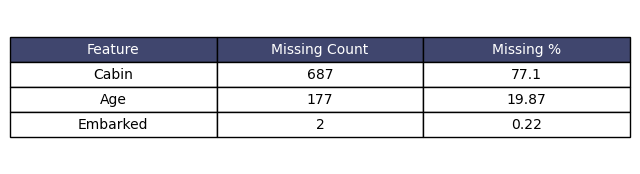 Feature Missing Count Missing %
Cabin 687 77.1
Age 177 19.87
Embarked 2 0.22